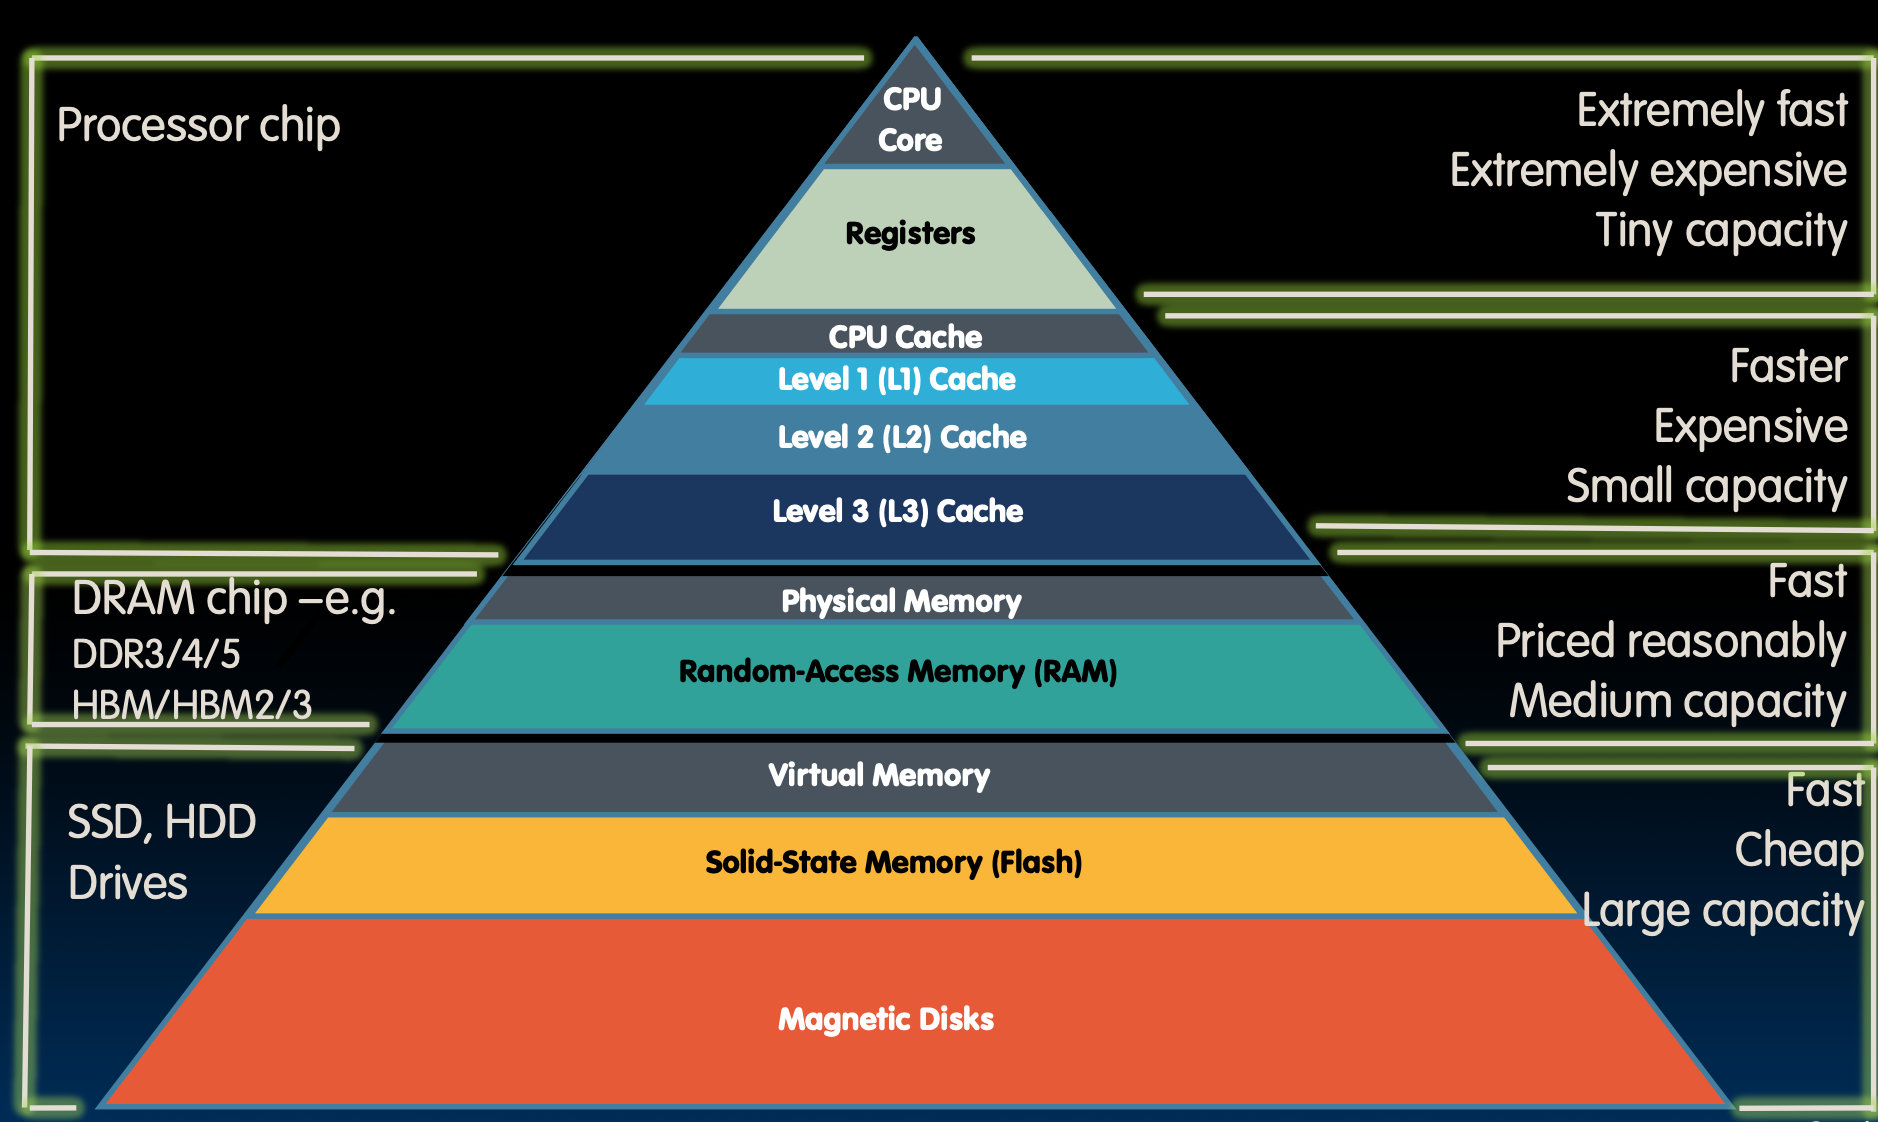 Processor chip
DRAM chip –e.g.
DDR3/4/5
HBM/HBM2/3
SSD, HDD
Drives
CPU
Core
Registers
CPU Cache
Level 1 (L1) Cache
Level 2 (L2) Cache
Level 3 (L3) Cache
Physical Memory
Random-Access Memory (RAM)
Virtual Memory
Solid-State Memory (Flash)
Magnetic Disks
Extremely fast
Extremely expensive
Tiny capacity
Faster
Expensive
Small capacity
Fast
Priced reasonably
Medium capacity
Fast
Cheap
Large capacity